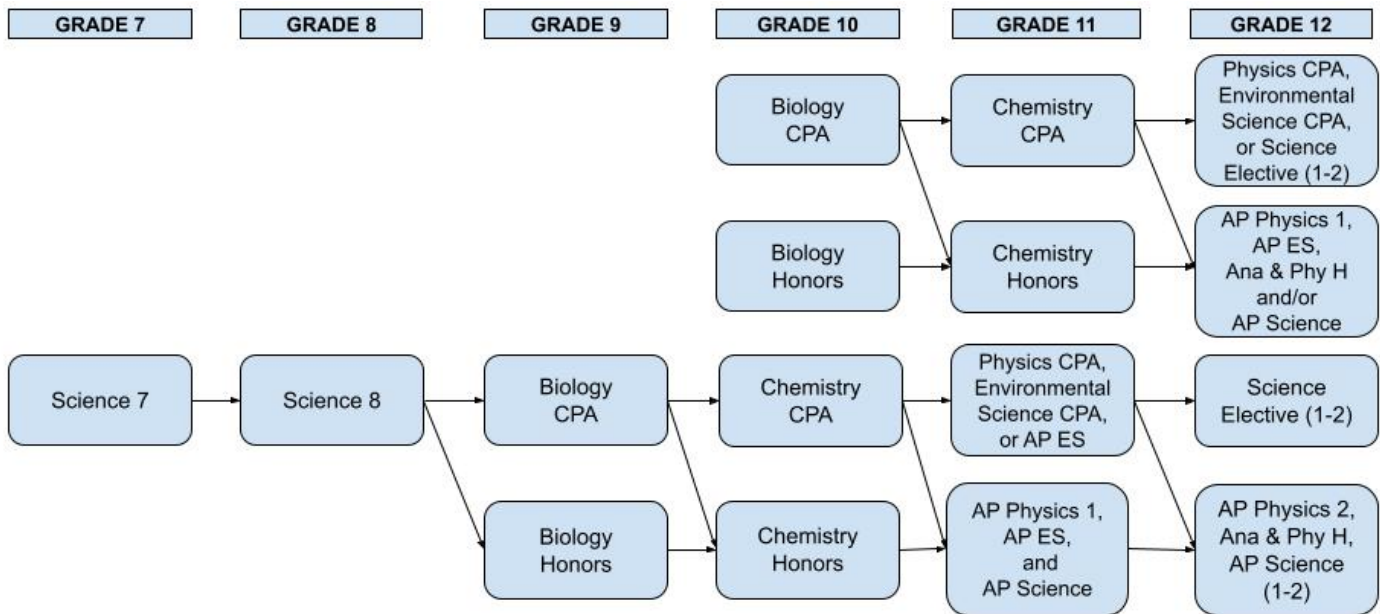 GRADE 7
GRADE 8
GRADE 9
GRADE 10
GRADE 11
GRADE 12
Biology
CPA
Chemistry
CPA
Physics CPA,
Environmental
Science CPA,
or Science
Elective (1-2)
Biology
Honors
Chemistry
Honors
AP Physics 1,
AP ES,
Ana & Phy H
and/or
AP Science
Science 7
Science 8
Biology
CPA
Chemistry
CPA
Physics CPA,
Environmental
Science CPA,
or AP ES
Science
Elective (1-2)
Biology
Honors
Chemistry
Honors
AP Physics 1,
AP ES,
and
AP Science
AP Physics 2,
Ana & Phy H,
AP Science
(1-2)